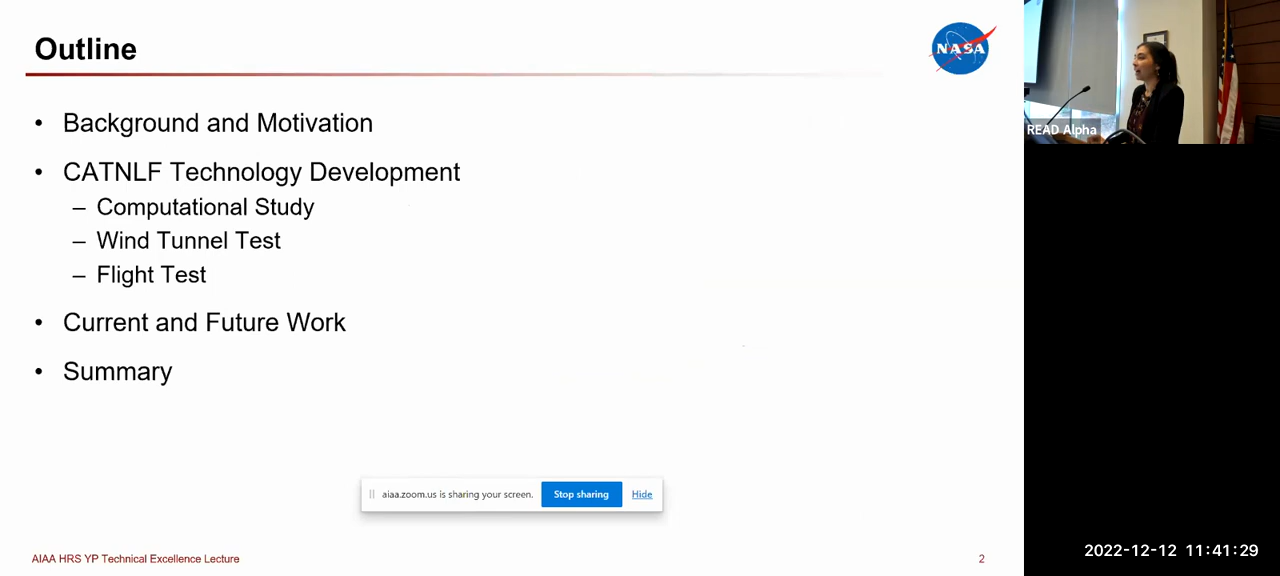 Outline
NASA
• Background and Motivation
• CATNLF Technology Development
– Computational Study
– Wind Tunnel Test
– Flight Test
• Current and Future Work
• Summary
aiaa.zoom.us is sharing your screen. Stop sharing Hide
AIAA HRS YP Technical Excellence Lecture 2
READ Alpha
2022-12-12 11:41:29